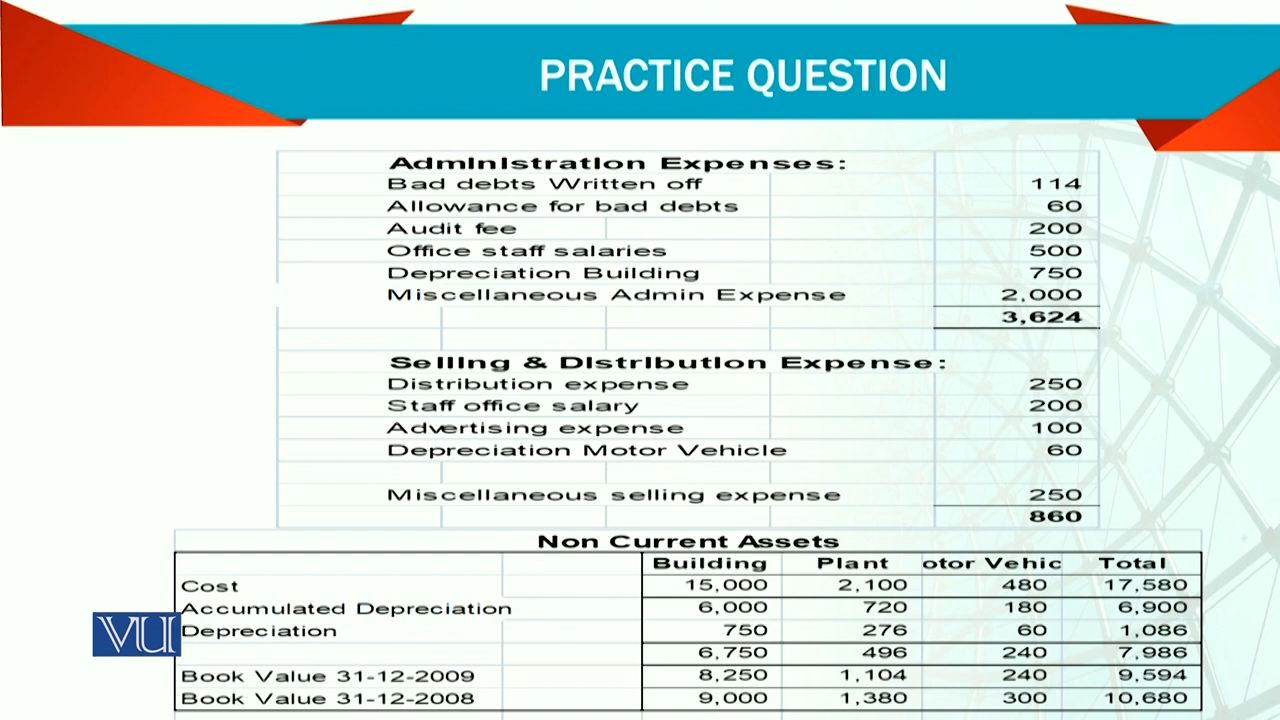 PRACTICE QUESTION
Administration Expenses:
Bad debts Written off 114
Allowance for bad debts 60
Audit fee 200
Office staff salaries 500
Depreciation Building 750
Miscellaneous Admin Expense 2,000
3,624
Selling & Distribution Expense:
Distribution expense 250
Staff office salary 200
Advertising expense 100
Depreciation Motor Vehicle 60
Miscellaneous selling expense 250
860
Non Current Assets
Building Plant otor Vehic Total
Cost 15,000 2,100 480 17,580
Accumulated Depreciation 6,000 720 180 6,900
Depreciation 750 276 60 1,086
6,750 496 240 7,986
Book Value 31-12-2009 8,250 1,104 240 9,594
Book Value 31-12-2008 9,000 1,380 300 10,680
VU